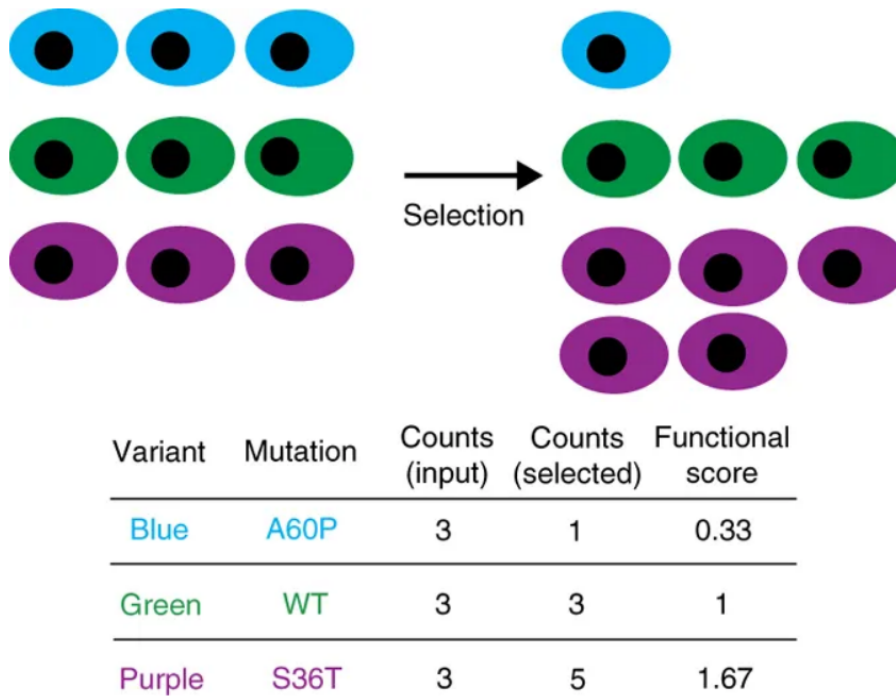 Selection
Variant Mutation Counts (input) Counts (selected) Functional score
Blue A60P 3 1 0.33
Green WT 3 3 1
Purple S36T 3 5 1.67